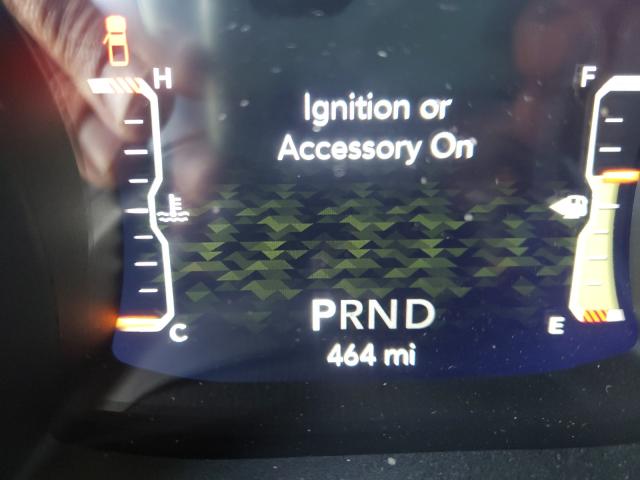 H
F
Ignition or
Accessory On
PRND
C
E
464 mi